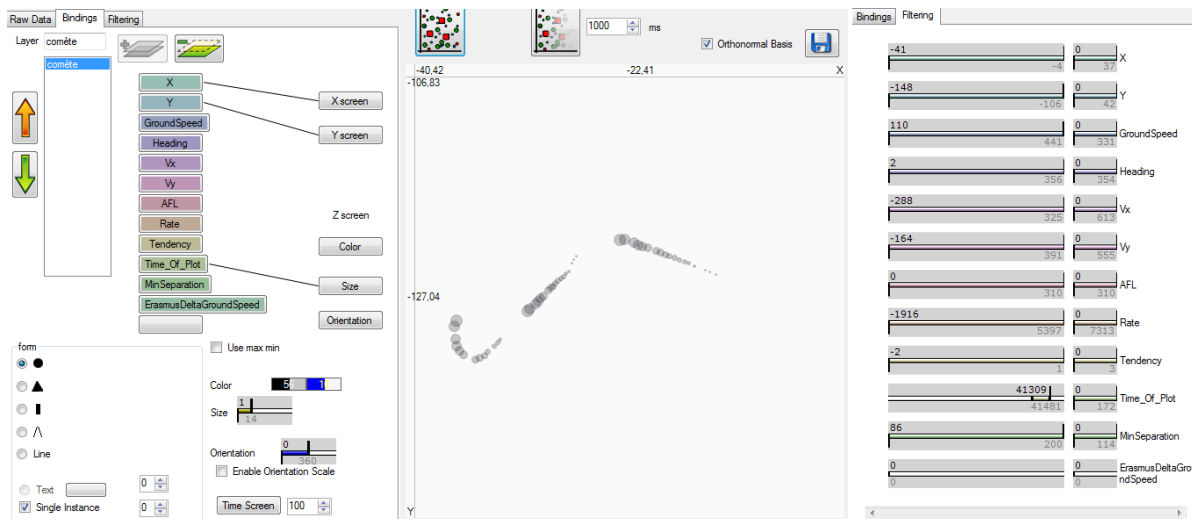 Raw Data Bindings Filtering
Layer comète
comète
X
Y
GroundSpeed
Heading
Vx
Vy
AFL
Rate
Tendency
Time_Of_Plot
MinSeparation
ErasmusDeltaGroundSpeed
X screen
Y screen
Z screen
Color
Size
Orientation
form
Line
Text 0
Single Instance 0
Use max min
Color
Size 1
14
Orientation 0
360
Enable Orientation Scale
Time Screen 100
1000 ms
Orthonormal Basis
-40,42 -22,41 X
-106,83
-127,04
Y
Bindings Filtering
-41 0
-4 37 X
-148 0
-106 42 Y
110 0
441 331 GroundSpeed
2 0
356 354 Heading
-288 0
325 613 Vx
-164 0
391 555 Vy
0 0
310 310 AFL
-1916 0
5397 7313 Rate
-2 0
1 3 Tendency
41309 0
41481 172 Time_Of_Plot
86 0
200 114 MinSeparation
0 0 ErasmusDeltaGro
0 0 ndSpeed